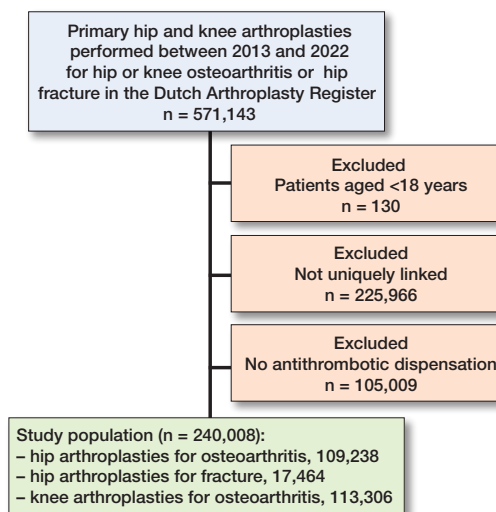 Primary hip and knee arthroplasties
performed between 2013 and 2022
for hip or knee osteoarthritis or hip
fracture in the Dutch Arthroplasty Register
n = 571,143
Excluded
Patients aged <18 years
n = 130
Excluded
Not uniquely linked
n = 225,966
Excluded
No antithrombotic dispensation
n = 105,009
Study population (n = 240,008):
– hip arthroplasties for osteoarthritis, 109,238
– hip arthroplasties for fracture, 17,464
– knee arthroplasties for osteoarthritis, 113,306